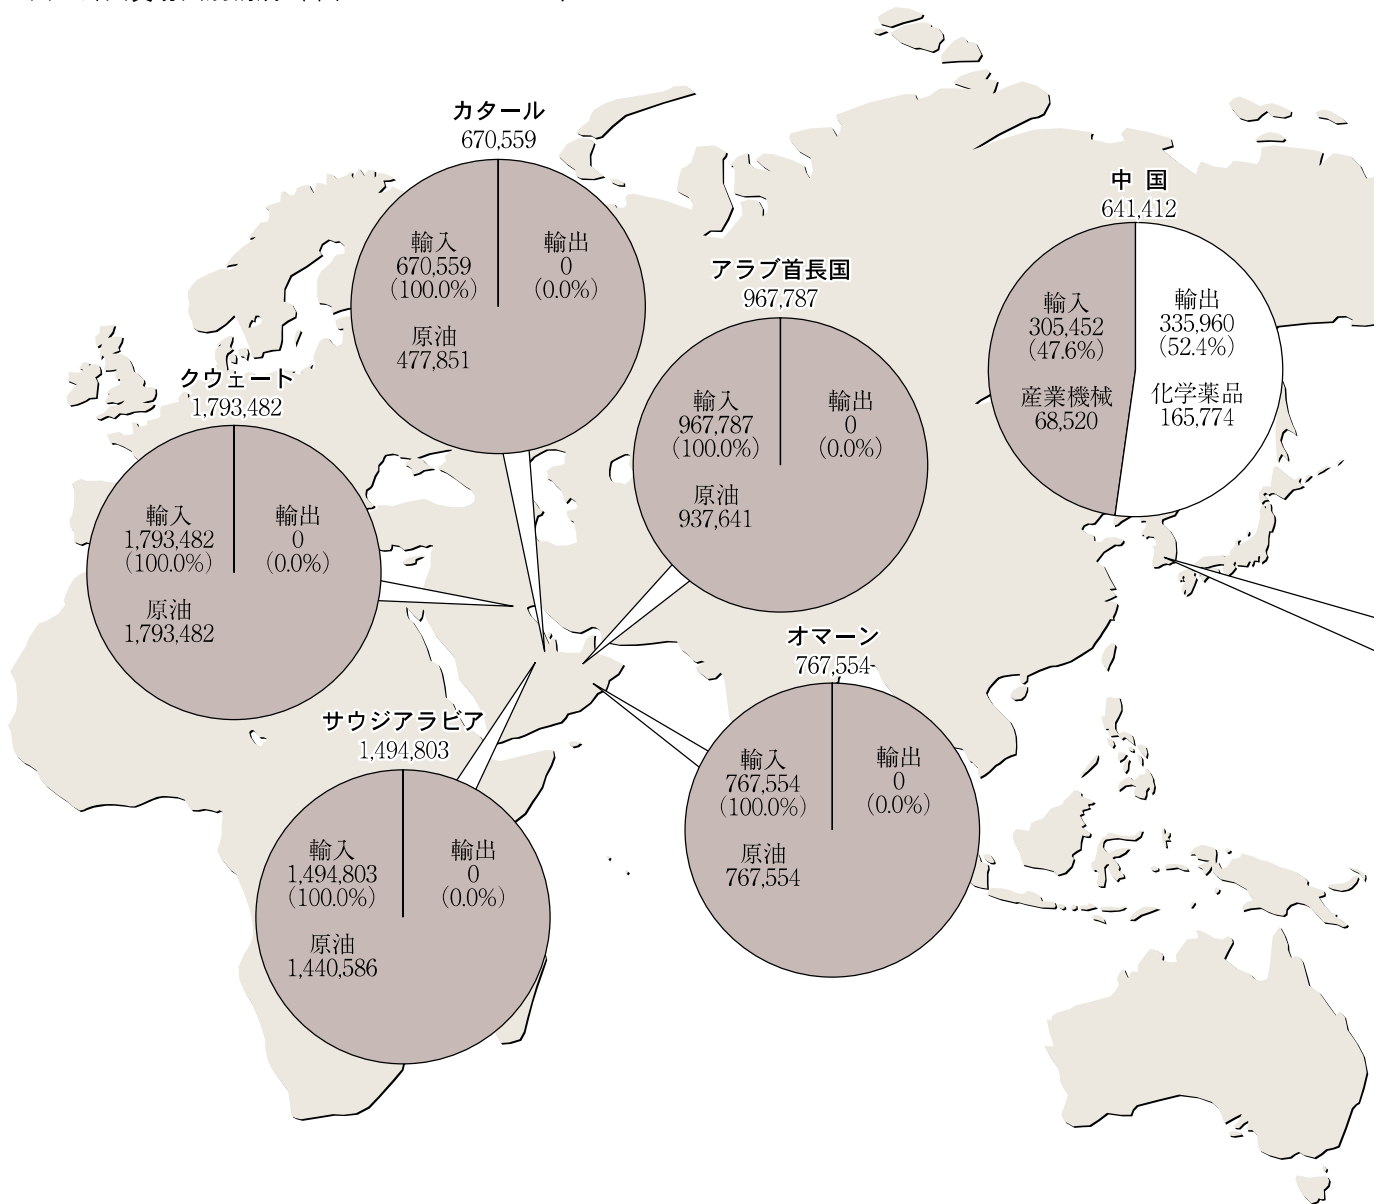 カタール
670,559
輸入
670,559
(100.0%)
原油
477,851
輸出
0
(0.0%)
中 国
641,412
輸入
305,452
(47.6%)
産業機械
68,520
輸出
335,960
(52.4%)
化学薬品
165,774
アラブ首長国
967,787
輸入
967,787
(100.0%)
原油
937,641
輸出
0
(0.0%)
クウェート
1,793,482
輸入
1,793,482
(100.0%)
原油
1,793,482
輸出
0
(0.0%)
オマーン
767,554
輸入
767,554
(100.0%)
原油
767,554
輸出
0
(0.0%)
サウジアラビア
1,494,803
輸入
1,494,803
(100.0%)
原油
1,440,586
輸出
0
(0.0%)